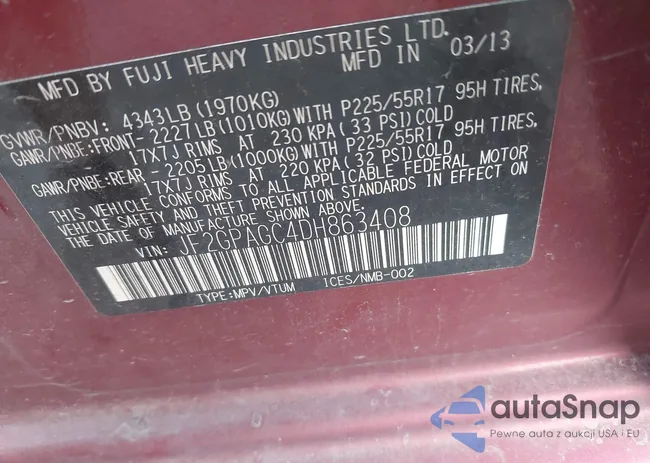 MFD BY FUJI HEAVY INDUSTRIES LTD.
MFD IN 03/13
GVWR/PNBV: 4343LB(1970KG)
GAWR/PNBE:FRONT- 2227LB(1010KG)WITH P225/55R17 95H TIRES,
- 17X7J RIMS AT 230 KPA(33 PSI)COLD
GAWR/PNBE:REAR - 2205LB(1000KG)WITH P225/55R17 95H TIRES,
- 17X7J RIMS AT 220 KPA(32 PSI)COLD
THIS VEHICLE CONFORMS TO ALL APPLICABLE FEDERAL MOTOR
VEHICLE SAFETY AND THEFT PREVENTION STANDARDS IN EFFECT ON
THE DATE OF MANUFACTURE SHOWN ABOVE.
VIN: JF2GPAGC4DH863408
TYPE:MPV/VTUM ICES/NMB-002
autoSnap
Pewne auta z aukcji USA i EU